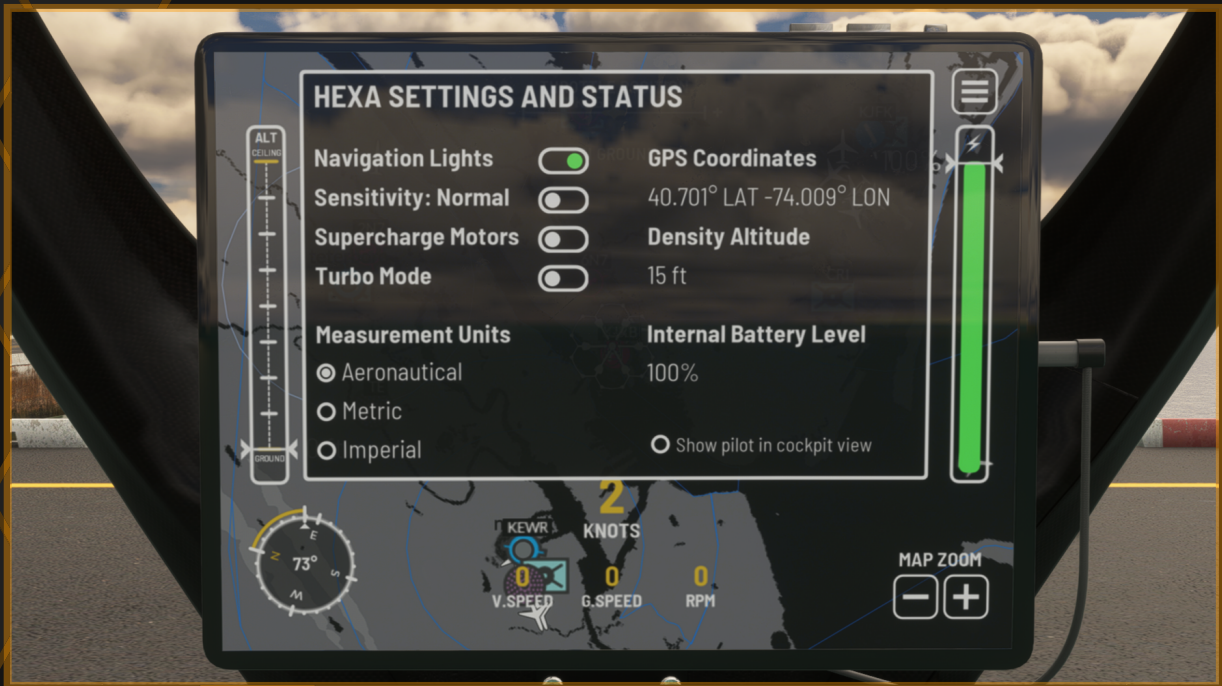 HEXA SETTINGS AND STATUS
ALT
CEILING
Navigation Lights
GPS Coordinates
Sensitivity: Normal
40.701° LAT -74.009° LON
Supercharge Motors
Density Altitude
Turbo Mode
15 ft
Measurement Units
Internal Battery Level
Aeronautical
100%
Metric
Imperial
Show pilot in cockpit view
GROUND
2
KNOTS
KEWR
N
E
S
W
73°
0
0
0
V.SPEED
G.SPEED
RPM
MAP ZOOM